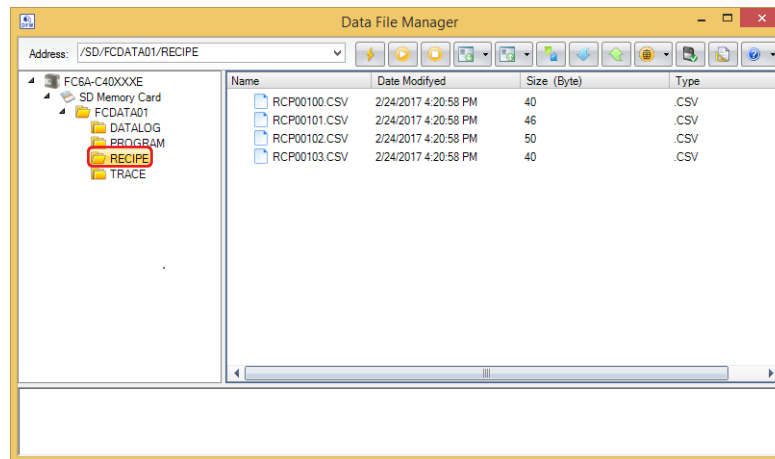 DFM
Data File Manager
Address: /SD/FCDATA01/RECIPE
FC6A-C40XXXE
SD Memory Card
FCDATA01
DATALOG
PROGRAM
RECIPE
TRACE
Name Date Modifyed Size (Byte) Type
RCP00100.CSV 2/24/2017 4:20:58 PM 40 .CSV
RCP00101.CSV 2/24/2017 4:20:58 PM 46 .CSV
RCP00102.CSV 2/24/2017 4:20:58 PM 50 .CSV
RCP00103.CSV 2/24/2017 4:20:58 PM 40 .CSV